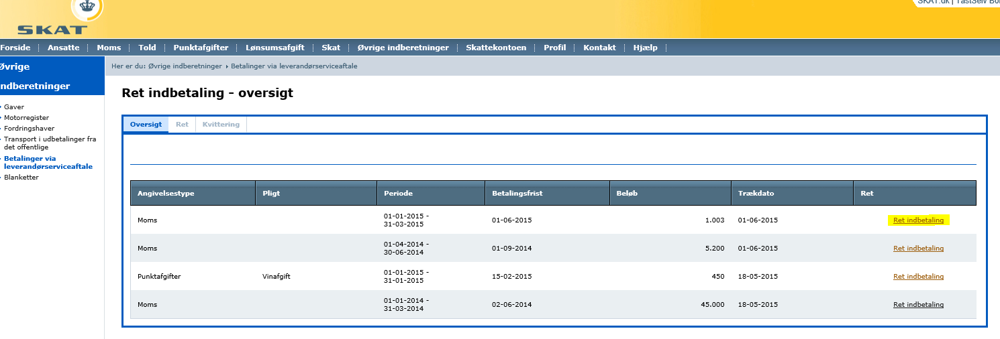 SKAT.dk | TastSelv
SKAT
Forside Ansatte Moms Told Punktafgifter Lønsumsafgift Skat Øvrige indberetninger Skattekontoen Profil Kontakt Hjælp
Øvrige
ndberetninger
Her er du: Øvrige indberetninger Betalinger via leverandørserviceaftale
Gaver
Motorregister
Fordringshaver
Transport i udbetalinger fra
det offentlige
Betalinger via
leverandørserviceaftale
Blanketter
Ret indbetaling - oversigt
Oversigt Ret Kvittering
Angivelsestype Pligt Periode Betalingsfrist Beløb Trækdato Ret
Moms 01-01-2015 - 01-06-2015 1.003 01-06-2015 Ret indbetaling
31-03-2015
Moms 01-04-2014 - 01-09-2014 5.200 01-06-2015 Ret indbetaling
30-06-2014
Punktafgifter Vinafgift 01-01-2015 - 15-02-2015 450 18-05-2015 Ret indbetaling
31-01-2015
Moms 01-01-2014 - 02-06-2014 45.000 18-05-2015 Ret indbetaling
31-03-2014